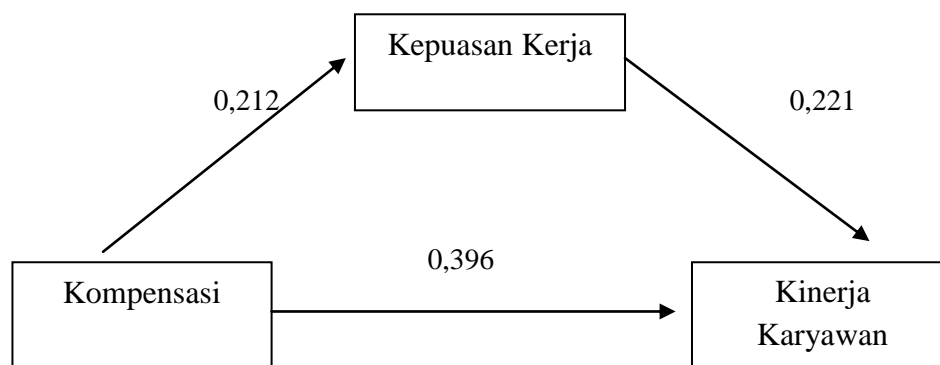 Kepuasan Kerja
0,212
0,221
0,396
Kompensasi
Kinerja
Karyawan